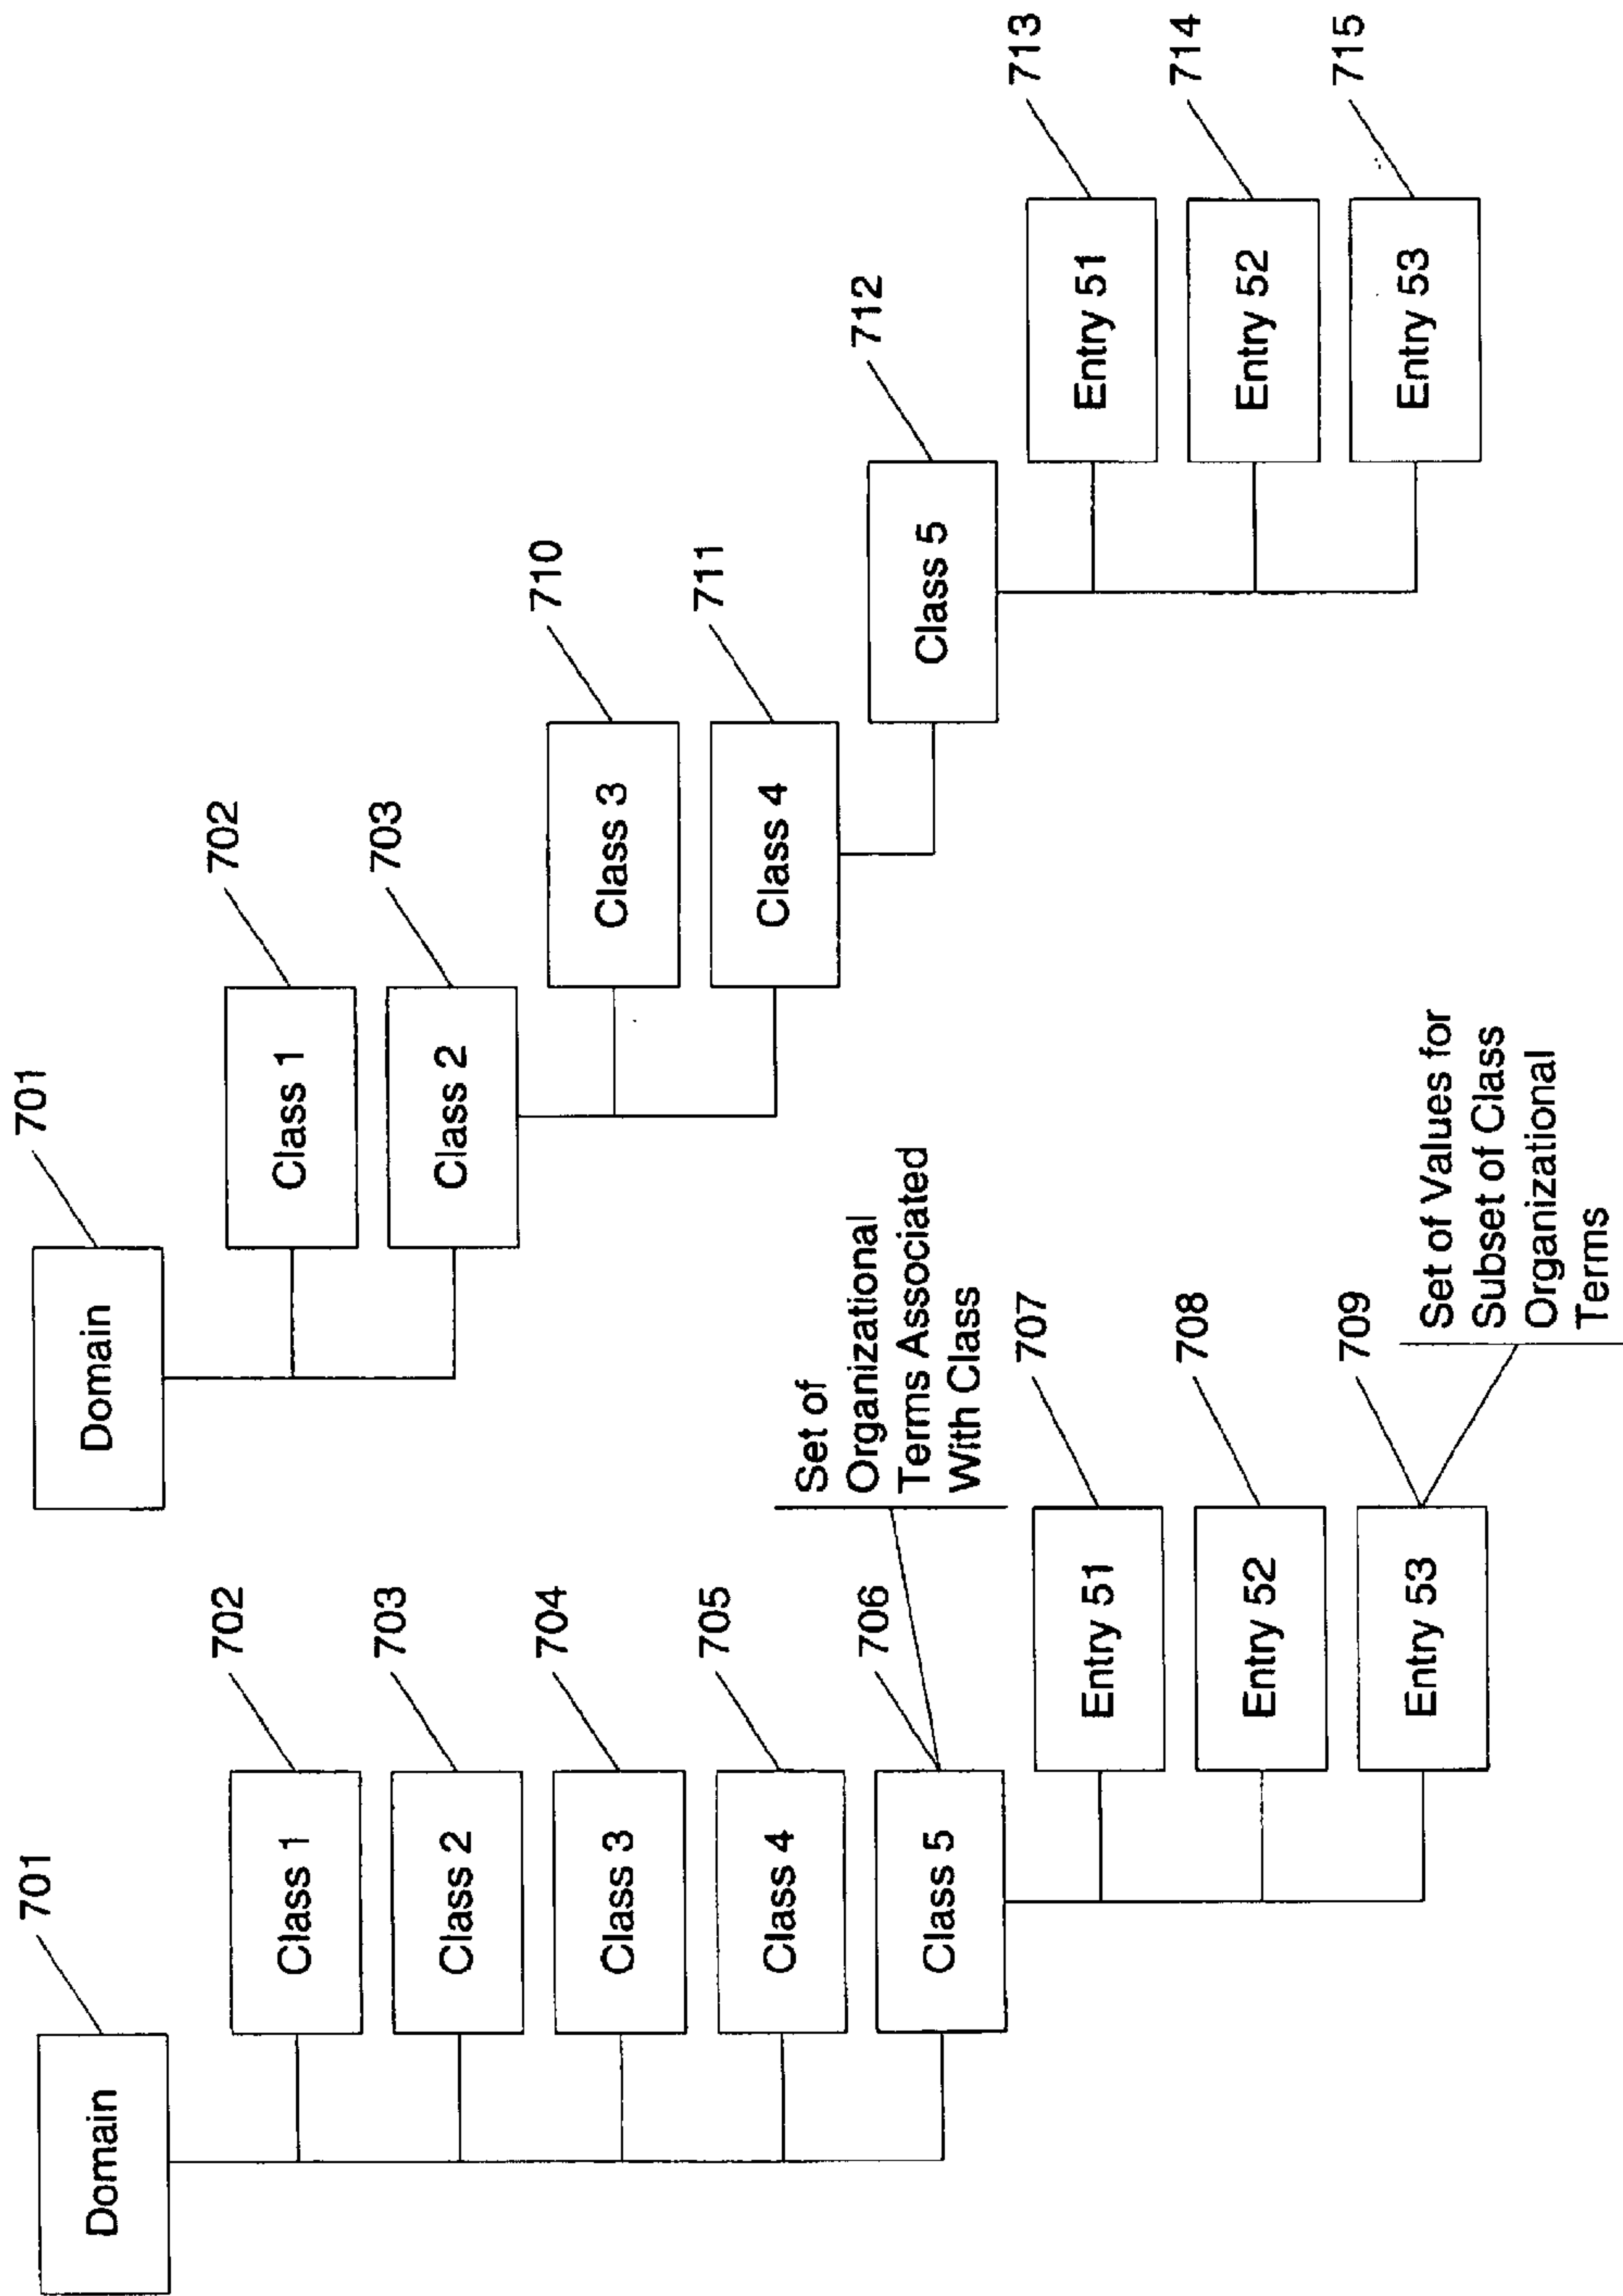 701
Domain
702
Class 1
703
Class 2
704
Class 3
705
Class 4
706
Class 5
Set of
Organizational
Terms Associated
With Class
707
Entry 51
708
Entry 52
709
Entry 53
Set of Values for
Subset of Class
Organizational
Terms
701
Domain
702
Class 1
703
Class 2
710
Class 3
711
Class 4
712
Class 5
713
Entry 51
714
Entry 52
715
Entry 53